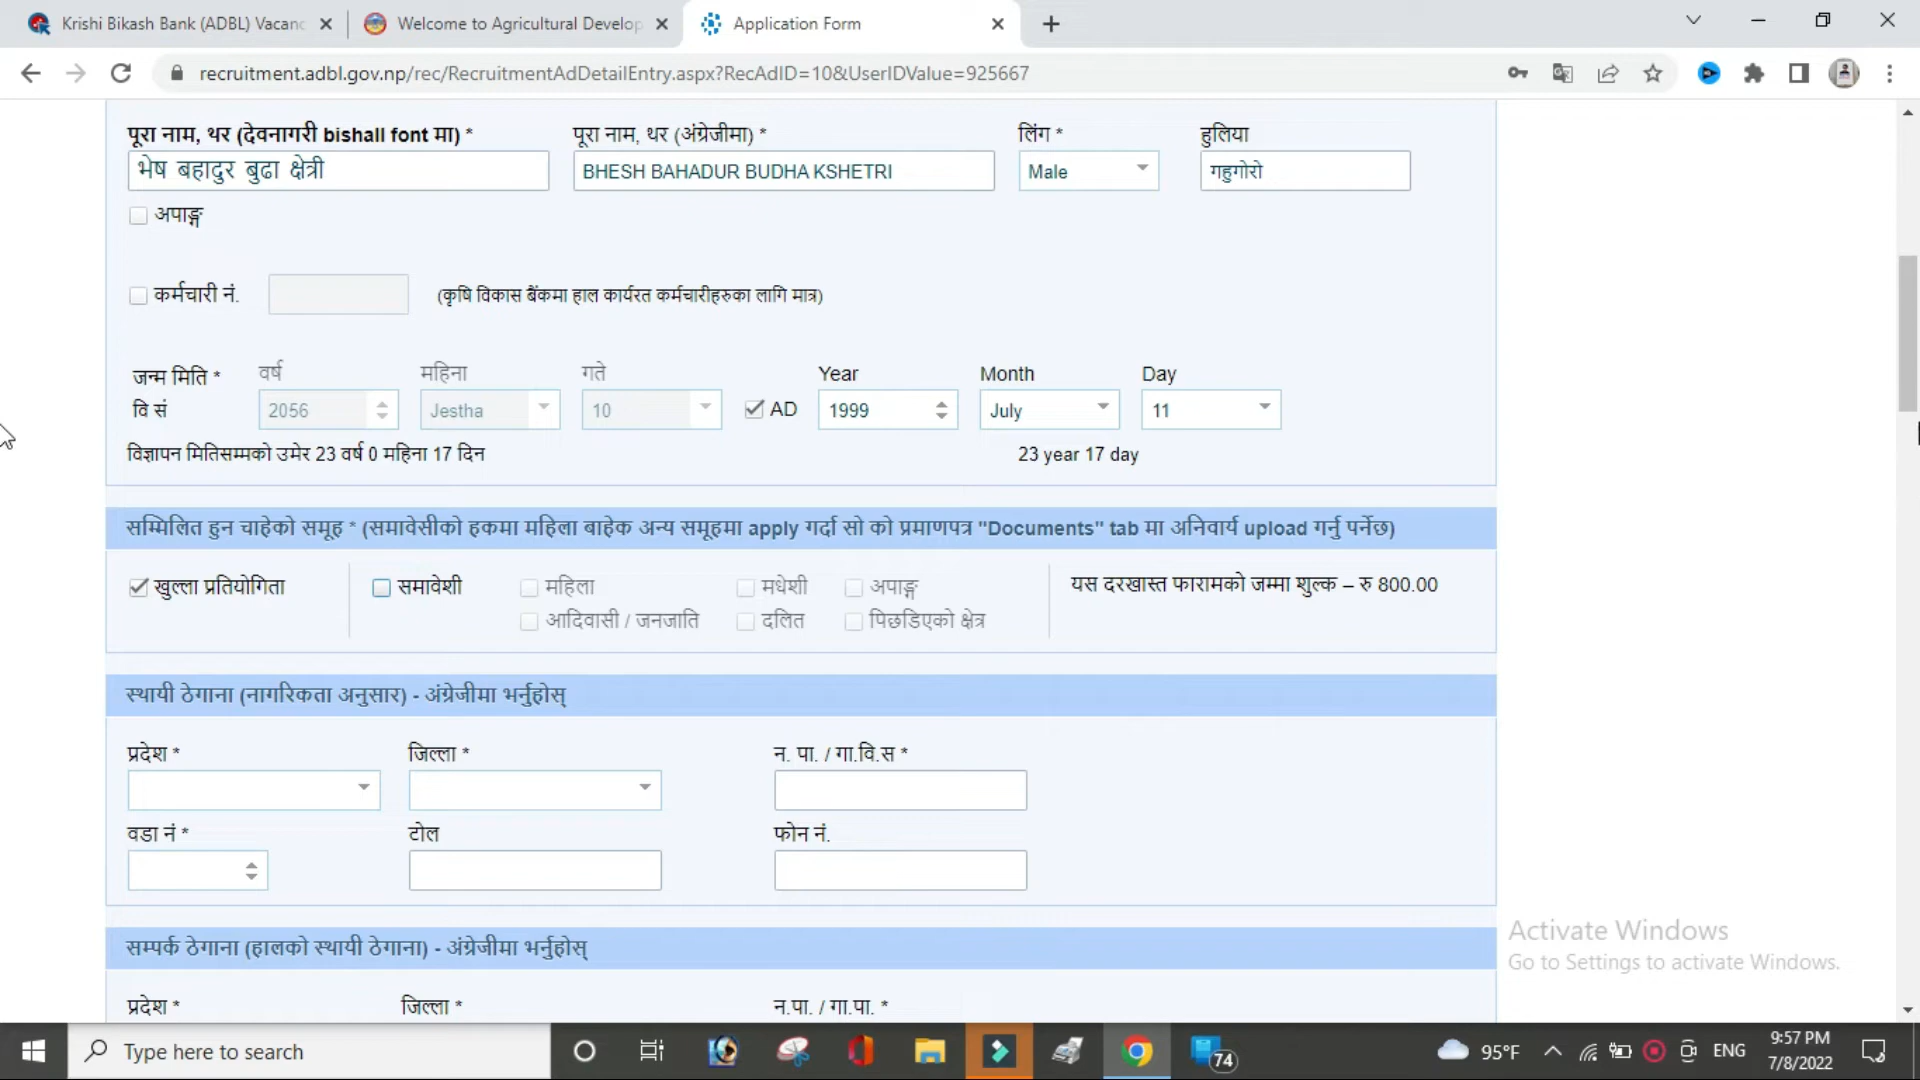 Krishi Bikash Bank (ADBL) Vacanc
Welcome to Agricultural Develop
Application Form
recruitment.adbl.gov.np/rec/RecruitmentAdDetailEntry.aspx?RecAdID=10&UserIDValue=925667
पूरा नाम, थर (देवनागरी bishall font मा) * पूरा नाम, थर (अंग्रेजीमा) * लिंग * हुलिया
भेष बहादुर बुढा क्षेत्री BHESH BAHADUR BUDHA KSHETRI Male गहुगोरो
अपाङ्ग
कर्मचारी नं. (कृषि विकास बैंकमा हाल कार्यरत कर्मचारीहरुका लागि मात्र)
जन्म मिति * वर्ष महिना गते Year Month Day
वि सं 2056 Jestha 10 AD 1999 July 11
विज्ञापन मितिसम्मको उमेर 23 वर्ष 0 महिना 17 दिन 23 year 17 day
सम्मिलित हुन चाहेको समूह * (समावेसीको हकमा महिला बाहेक अन्य समूहमा apply गर्दा सो को प्रमाणपत्र "Documents" tab मा अनिवार्य upload गर्नु पर्नेछ)
खुल्ला प्रतियोगिता समावेशी महिला मधेशी अपाङ्ग यस दरखास्त फारामको जम्मा शुल्क – रु 800.00
आदिवासी / जनजाति दलित पिछडिएको क्षेत्र
स्थायी ठेगाना (नागरिकता अनुसार) - अंग्रेजीमा भर्नुहोस्
प्रदेश * जिल्ला * न. पा. / गा.वि.स *
वडा नं * टोल फोन नं.
सम्पर्क ठेगाना (हालको स्थायी ठेगाना) - अंग्रेजीमा भर्नुहोस्
प्रदेश * जिल्ला * न.पा. / गा.पा. *
Activate Windows
Go to Settings to activate Windows.
Type here to search 74 95°F ENG 9:57 PM
7/8/2022